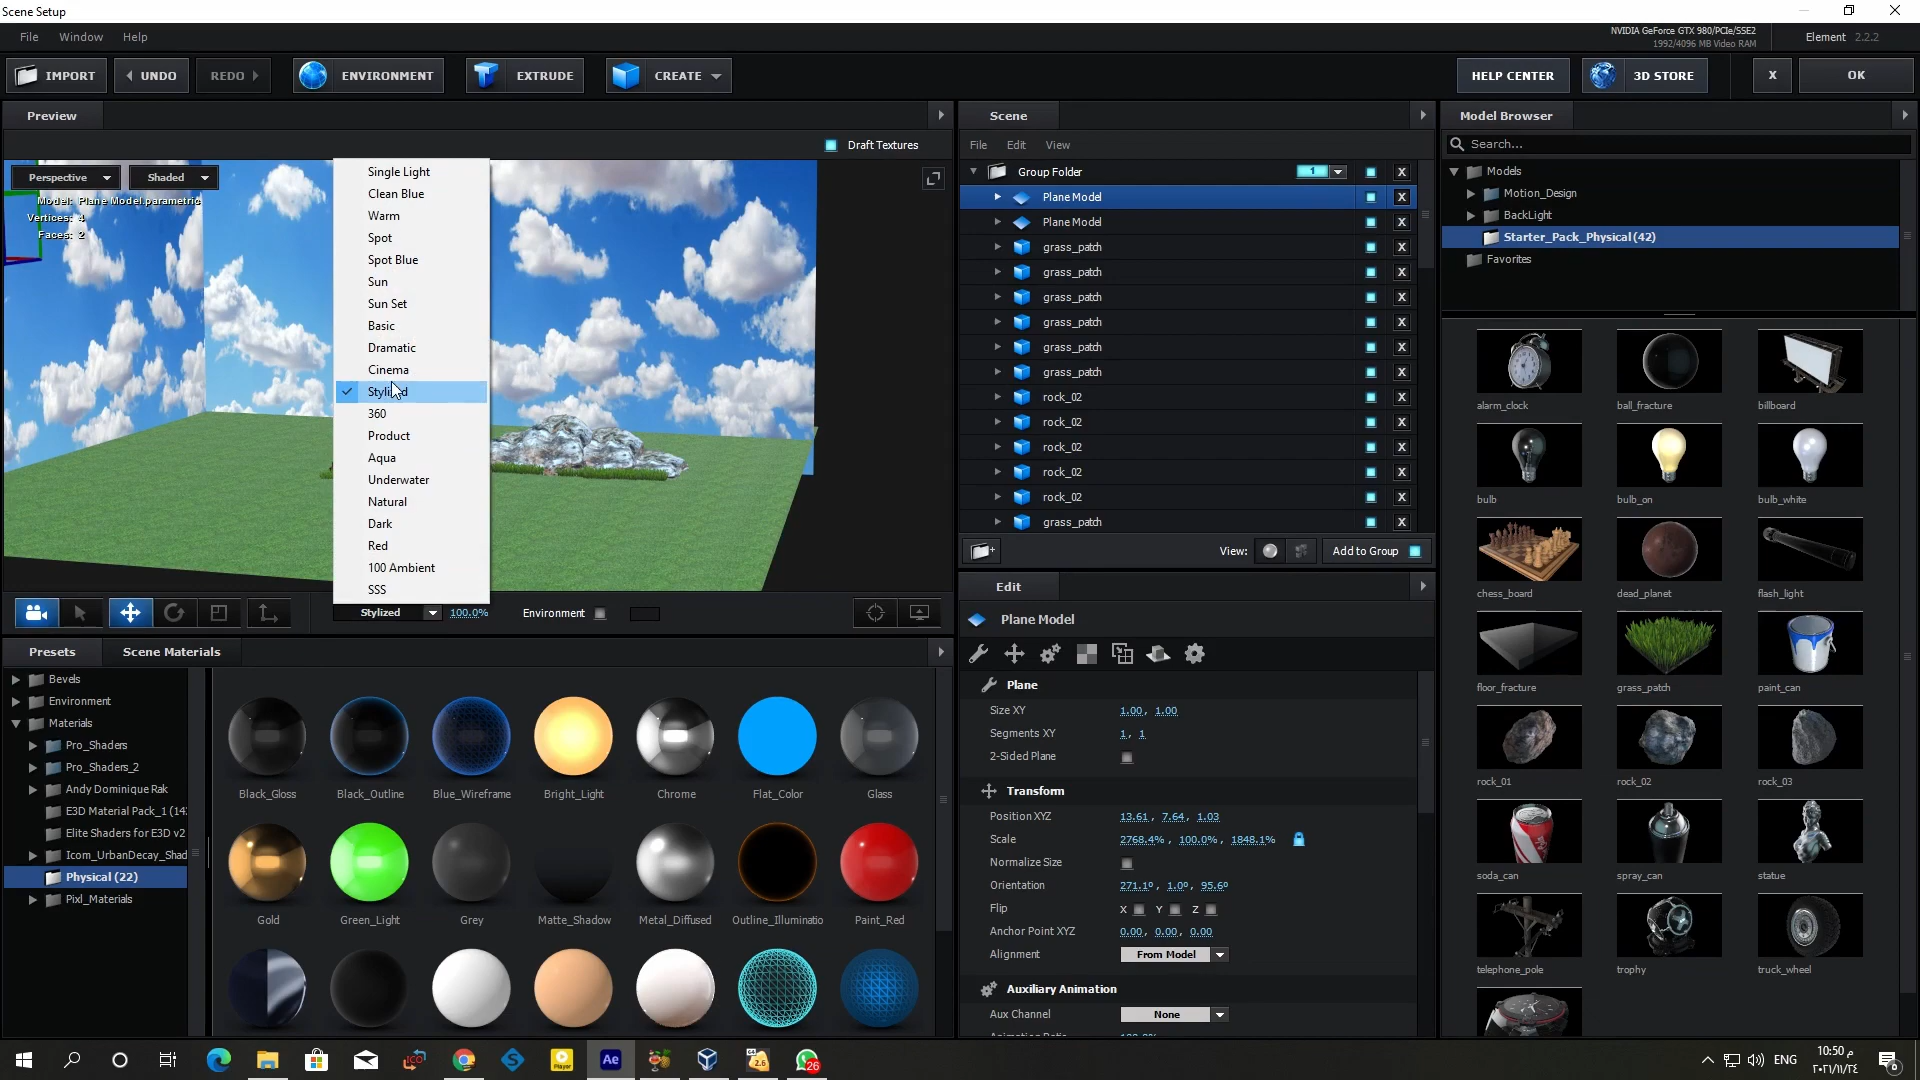 Scene Setup
File Window Help
NVIDIA GeForce GTX 980/PCIe/SSE2
1992/4096 MB Video RAM
Element 2.2.2
IMPORT
UNDO
REDO
ENVIRONMENT
EXTRUDE
CREATE
HELP CENTER
3D STORE
X
OK
Preview
Draft Textures
Perspective
Shaded
Model: Plane Model.parametric
Vertices: 4
Faces: 2
Single Light
Clean Blue
Warm
Spot
Spot Blue
Sun
Sun Set
Basic
Dramatic
Cinema
Stylized
360
Product
Aqua
Underwater
Natural
Dark
Red
100 Ambient
SSS
Stylized
100.0%
Environment
Scene
File Edit View
Group Folder
1
X
Plane Model
X
Plane Model
X
grass_patch
X
grass_patch
X
grass_patch
X
grass_patch
X
grass_patch
X
grass_patch
X
rock_02
X
rock_02
X
rock_02
X
rock_02
X
rock_02
X
grass_patch
X
View:
Add to Group
Edit
Plane Model
Plane
Size XY 1.00, 1.00
Segments XY 1, 1
2-Sided Plane
Transform
Position XYZ 13.61, 7.64, 1.03
Scale 2768.4%, 100.0%, 1848.1%
Normalize Size
Orientation 271.1º, 1.0º, 95.6º
Flip X Y Z
Anchor Point XYZ 0.00, 0.00, 0.00
Alignment From Model
Auxiliary Animation
Aux Channel None
Model Browser
Search...
Models
Motion_Design
BackLight
Starter_Pack_Physical (42)
Favorites
alarm_clock
ball_fracture
billboard
bulb
bulb_on
bulb_white
chess_board
dead_planet
flash_light
floor_fracture
grass_patch
paint_can
rock_01
rock_02
rock_03
soda_can
spray_can
statue
telephone_pole
trophy
truck_wheel
Presets
Scene Materials
Bevels
Environment
Materials
Pro_Shaders
Pro_Shaders_2
Andy Dominique Rak
E3D Material Pack_1 (14
Elite Shaders for E3D v2
Icom_UrbanDecay_Shad
Physical (22)
Pixl_Materials
Black_Gloss
Black_Outline
Blue_Wireframe
Bright_Light
Chrome
Flat_Color
Glass
Gold
Green_Light
Grey
Matte_Shadow
Metal_Diffused
Outline_Illuminatio
Paint_Red
Ae
26
ENG
١٠:٥٠ م
٢٠٢١/١١/٢٤